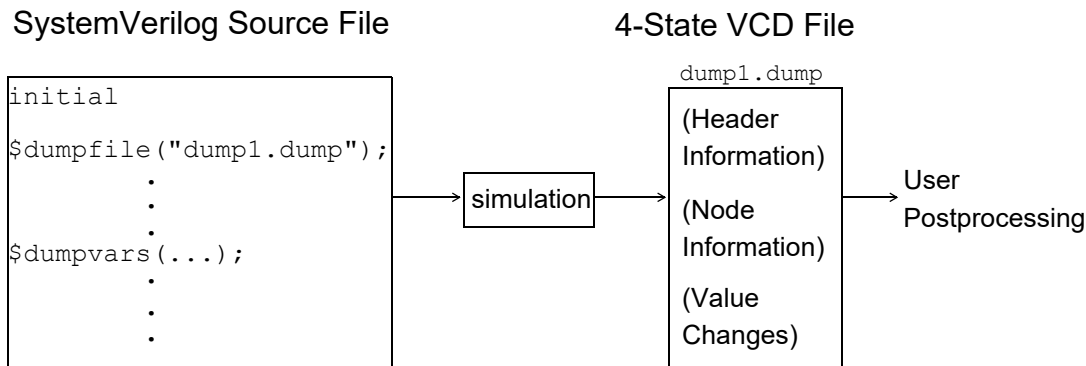 SystemVerilog Source File
4-State VCD File
initial
$dumpfile("dump1.dump");
.
.
.
$dumpvars(...);
.
.
.
simulation
dump1.dump
(Header
Information)
(Node
Information)
(Value
Changes)
User
Postprocessing